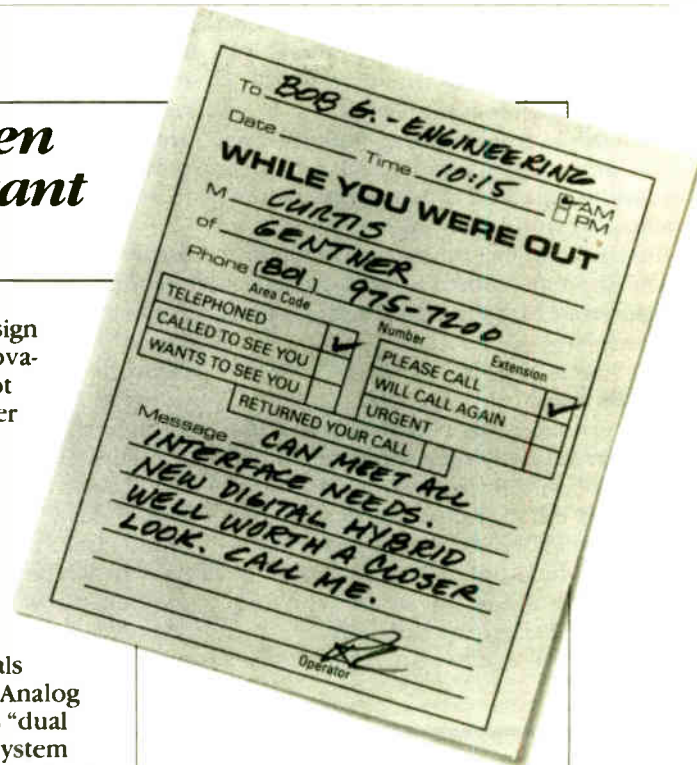 en
ant
sign
ova-
ot
er
als
Analog
“dual
ystem
To BOB G. - ENGINEERING
Date Time 10:15 AM
PM
WHILE YOU WERE OUT
M. CURTIS
of GENTNER
Phone (801) 975-7200
Area Code Number Extension
TELEPHONED ✓ PLEASE CALL ✓
CALLED TO SEE YOU WILL CALL AGAIN
WANTS TO SEE YOU URGENT
RETURNED YOUR CALL
Message CAN MEET ALL
INTERFACE NEEDS.
NEW DIGITAL HYBRID
WELL WORTH A CLOSER
LOOK. CALL ME.
Operator